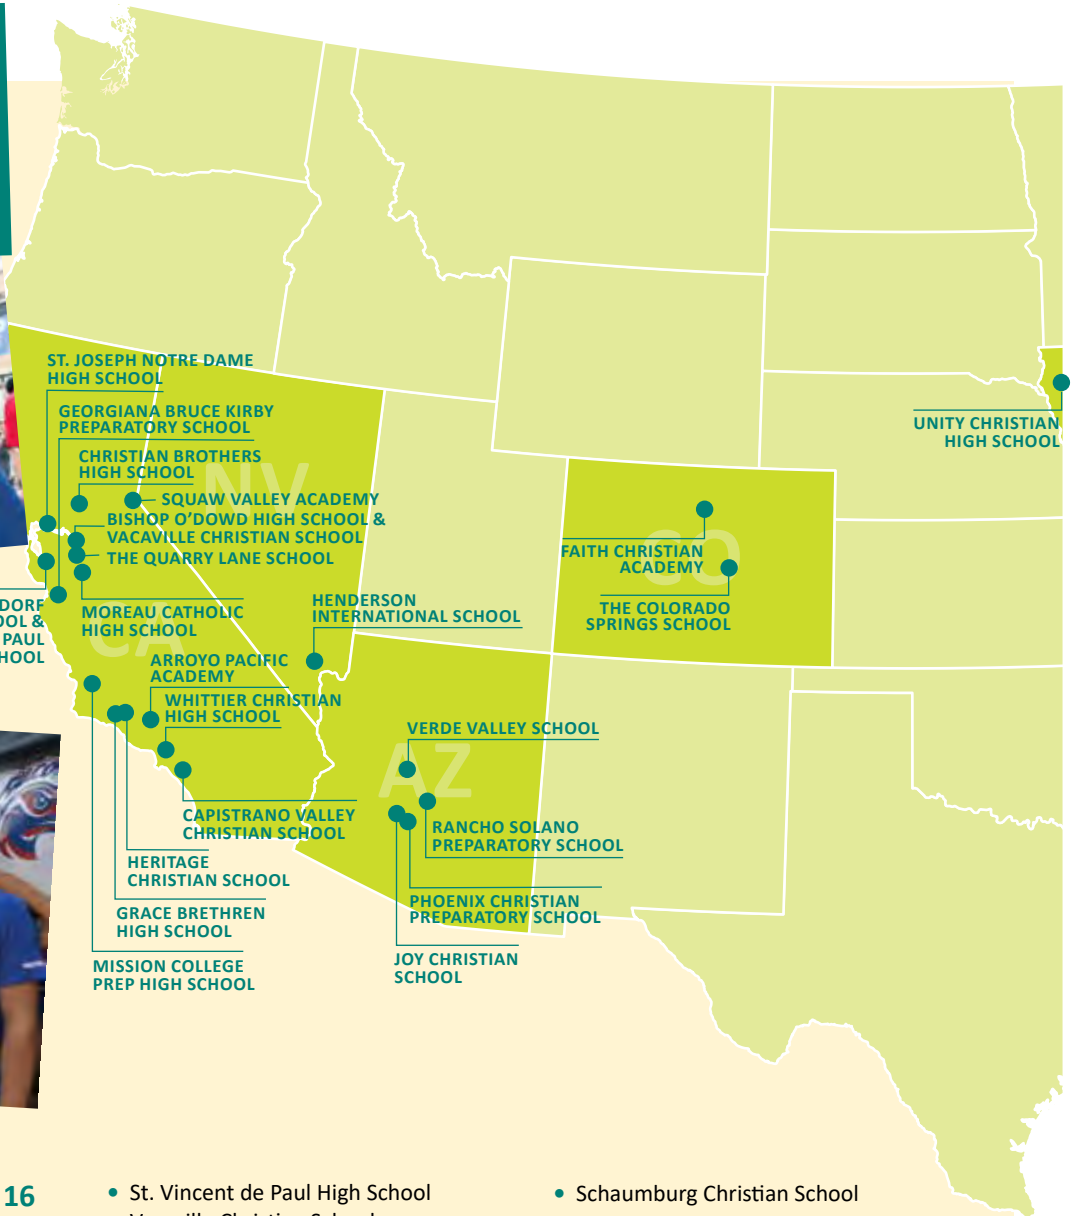 ST. JOSEPH NOTRE DAME
HIGH SCHOOL
GEORGIANA BRUCE KIRBY
PREPARATORY SCHOOL
CHRISTIAN BROTHERS
HIGH SCHOOL
NV
SQUAW VALLEY ACADEMY
BISHOP O’DOWD HIGH SCHOOL &
VACAVILLE CHRISTIAN SCHOOL
THE QUARRY LANE SCHOOL
DORF
OOL &
PAUL
HOOL
MOREAU CATHOLIC
HIGH SCHOOL
CA
HENDERSON
INTERNATIONAL SCHOOL
ARROYO PACIFIC
ACADEMY
WHITTIER CHRISTIAN
HIGH SCHOOL
CAPISTRANO VALLEY
CHRISTIAN SCHOOL
HERITAGE
CHRISTIAN SCHOOL
GRACE BRETHREN
HIGH SCHOOL
MISSION COLLEGE
PREP HIGH SCHOOL
VERDE VALLEY SCHOOL
AZ
RANCHO SOLANO
PREPARATORY SCHOOL
PHOENIX CHRISTIAN
PREPARATORY SCHOOL
JOY CHRISTIAN
SCHOOL
CO
FAITH CHRISTIAN
ACADEMY
THE COLORADO
SPRINGS SCHOOL
UNITY CHRISTIAN
HIGH SCHOOL
16
• St. Vincent de Paul High School
• Schaumburg Christian School